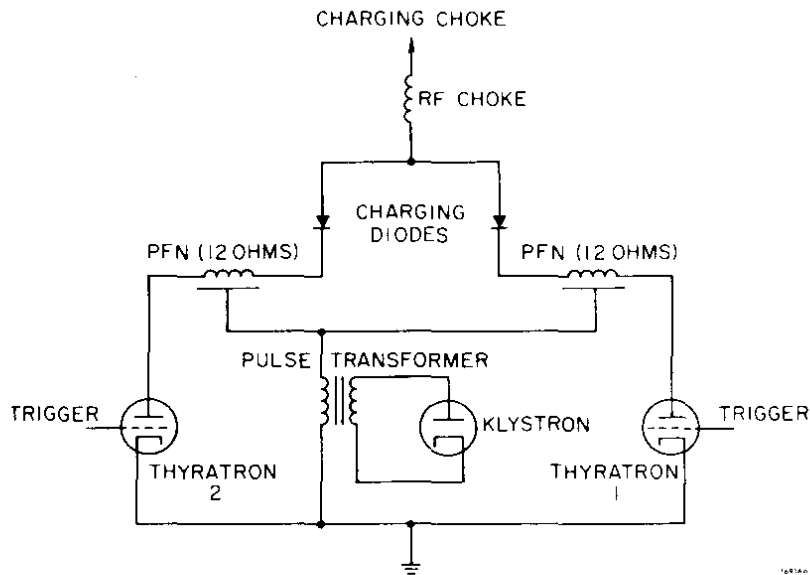 CHARGING CHOKE
RF CHOKE
CHARGING
DIODES
PFN (12 OHMS)
PFN (12 OHMS)
PULSE TRANSFORMER
TRIGGER
KLYSTRON
TRIGGER
THYRATRON
2
THYRATRON
1